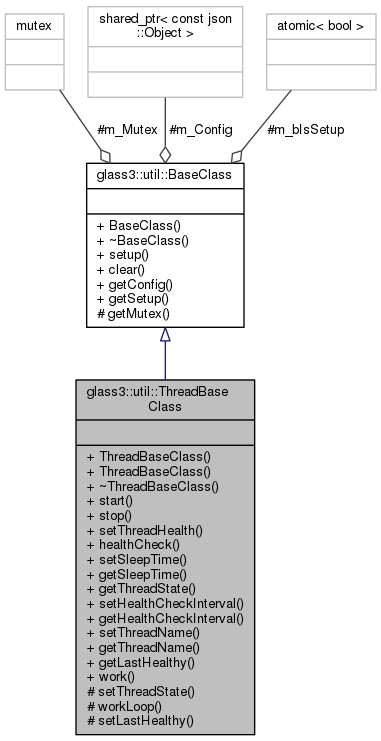 mutex
shared_ptr< const json
::Object >
atomic< bool >
#m_Mutex
#m_Config
#m_bIsSetup
glass3::util::BaseClass
+ BaseClass()
+ ~BaseClass()
+ setup()
+ clear()
+ getConfig()
+ getSetup()
# getMutex()
glass3::util::ThreadBase
Class
+ ThreadBaseClass()
+ ThreadBaseClass()
+ ~ThreadBaseClass()
+ start()
+ stop()
+ setThreadHealth()
+ healthCheck()
+ setSleepTime()
+ getSleepTime()
+ getThreadState()
+ setHealthCheckInterval()
+ getHealthCheckInterval()
+ setThreadName()
+ getThreadName()
+ getLastHealthy()
+ work()
# setThreadState()
# workLoop()
# setLastHealthy()